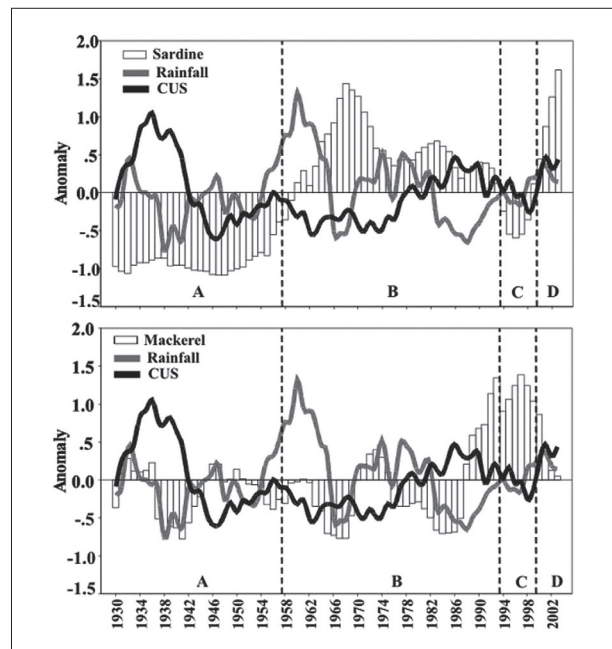 2.0
Sardine
1.5
Rainfall
1.0
CUS
.5
0.0
-.5
-1.0
-1.5
Anomaly
A
B
C
D
2.0
Mackerel
1.5
Rainfall
1.0
CUS
.5
0.0
-.5
-1.0
-1.5
Anomaly
A
B
C
D
1930
1934
1938
1942
1946
1950
1954
1958
1962
1966
1970
1974
1978
1982
1986
1990
1994
1998
2002